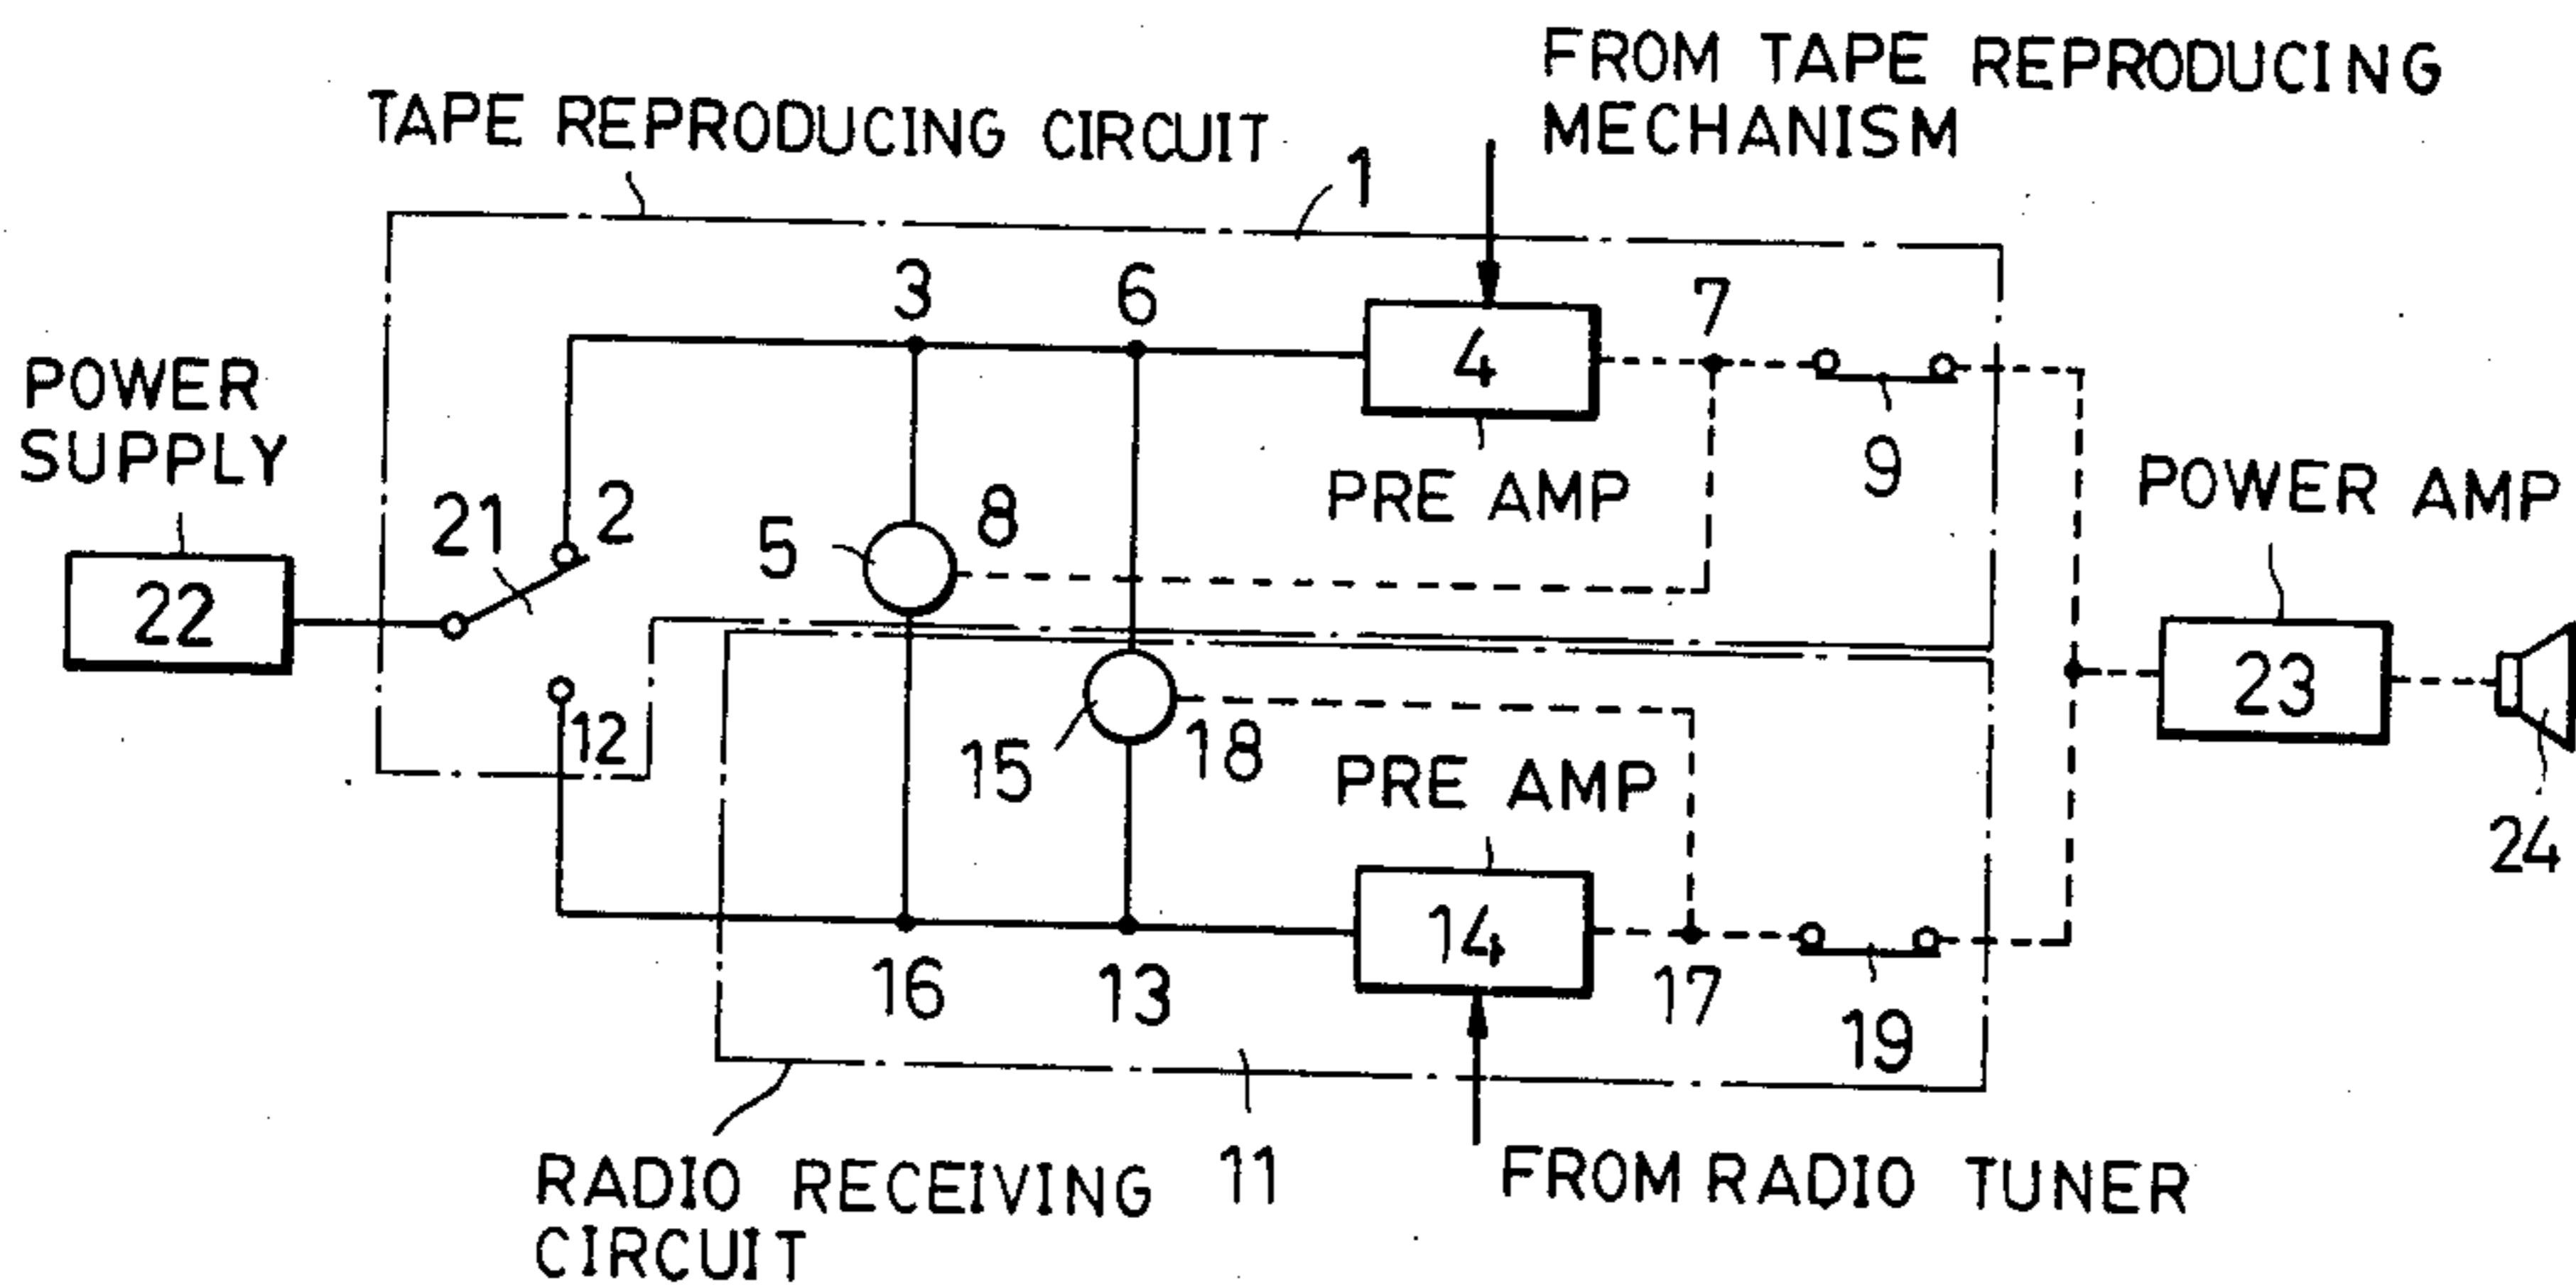 FROM TAPE REPRODUCING
MECHANISM
TAPE REPRODUCING CIRCUIT
1
3
6
7
4
POWER
SUPPLY
21
2
5
8
PRE AMP
9
POWER AMP
22
12
15
18
23
PRE AMP
24
16
13
14
17
19
RADIO RECEIVING
CIRCUIT
11
FROM RADIO TUNER